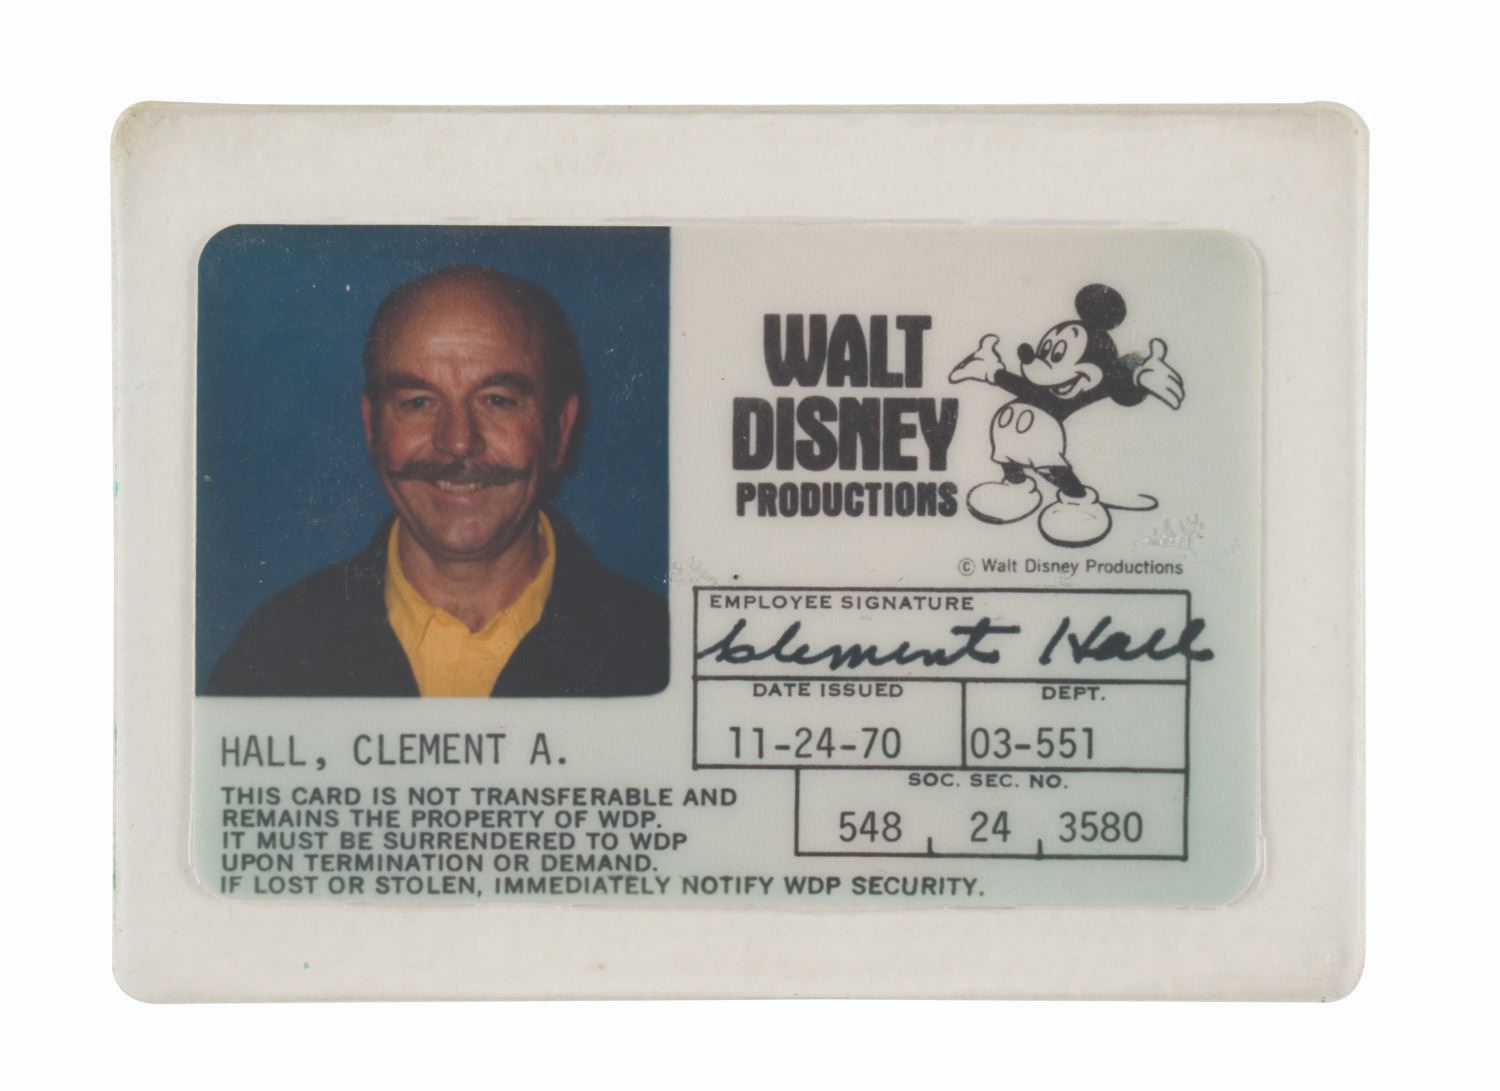 WALT
DISNEY
PRODUCTIONS
© Walt Disney Productions
EMPLOYEE SIGNATURE
Clement Hall
DATE ISSUED DEPT.
11-24-70 03-551
SOC. SEC. NO.
548 24 3580
HALL, CLEMENT A.
THIS CARD IS NOT TRANSFERABLE AND
REMAINS THE PROPERTY OF WDP.
IT MUST BE SURRENDERED TO WDP
UPON TERMINATION OR DEMAND.
IF LOST OR STOLEN, IMMEDIATELY NOTIFY WDP SECURITY.